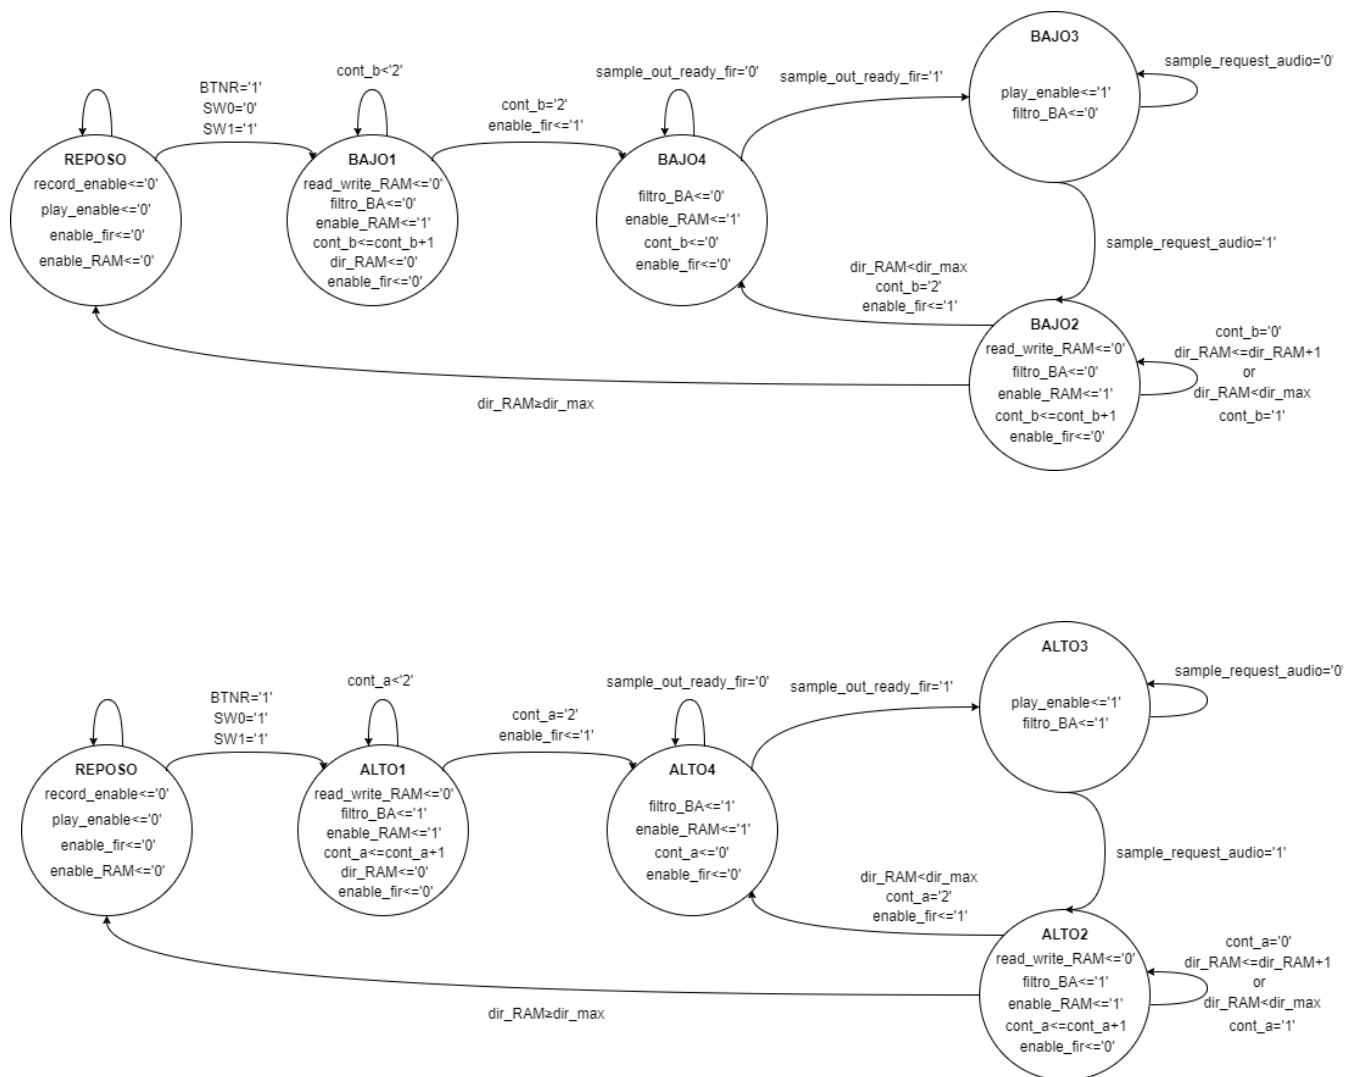 BTNR='1'
SW0='0'
SW1='1'
cont_b<'2'
cont_b='2'
enable_fir<='1'
sample_out_ready_fir='0'
sample_out_ready_fir='1'
sample_request_audio='0'
REPOSO
record_enable<='0'
play_enable<='0'
enable_fir<='0'
enable_RAM<='0'
BAJO1
read_write_RAM<='0'
filtro_BA<='0'
enable_RAM<='1'
cont_b<=cont_b+1
dir_RAM<='0'
enable_fir<='0'
BAJO4
filtro_BA<='0'
enable_RAM<='1'
cont_b<='0'
enable_fir<='0'
BAJO3
play_enable<='1'
filtro_BA<='0'
sample_request_audio='1'
dir_RAM<dir_max
cont_b='2'
enable_fir<='1'
BAJO2
read_write_RAM<='0'
filtro_BA<='0'
enable_RAM<='1'
cont_b<=cont_b+1
enable_fir<='0'
cont_b='0'
dir_RAM<=dir_RAM+1
or
dir_RAM<dir_max
cont_b='1'
dir_RAM≥dir_max
BTNR='1'
SW0='1'
SW1='1'
cont_a<'2'
cont_a='2'
enable_fir<='1'
sample_out_ready_fir='0'
sample_out_ready_fir='1'
sample_request_audio='0'
REPOSO
record_enable<='0'
play_enable<='0'
enable_fir<='0'
enable_RAM<='0'
ALTO1
read_write_RAM<='0'
filtro_BA<='1'
enable_RAM<='1'
cont_a<=cont_a+1
dir_RAM<='0'
enable_fir<='0'
ALTO4
filtro_BA<='1'
enable_RAM<='1'
cont_a<='0'
enable_fir<='0'
ALTO3
play_enable<='1'
filtro_BA<='1'
sample_request_audio='1'
dir_RAM<dir_max
cont_a='2'
enable_fir<='1'
ALTO2
read_write_RAM<='0'
filtro_BA<='1'
enable_RAM<='1'
cont_a<=cont_a+1
enable_fir<='0'
cont_a='0'
dir_RAM<=dir_RAM+1
or
dir_RAM<dir_max
cont_a='1'
dir_RAM≥dir_max